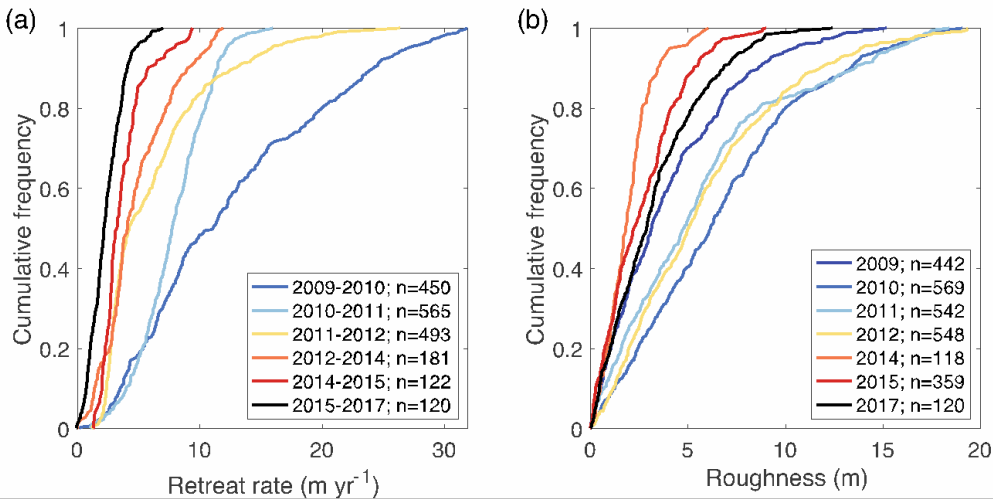 (a)
1
0.8
0.6
0.4
0.2
0
Cumulative frequency
2009-2010; n=450
2010-2011; n=565
2011-2012; n=493
2012-2014; n=181
2014-2015; n=122
2015-2017; n=120
0 10 20 30
Retreat rate (m yr⁻¹)
(b)
1
0.8
0.6
0.4
0.2
0
Cumulative frequency
2009; n=442
2010; n=569
2011; n=542
2012; n=548
2014; n=118
2015; n=359
2017; n=120
0 5 10 15 20
Roughness (m)